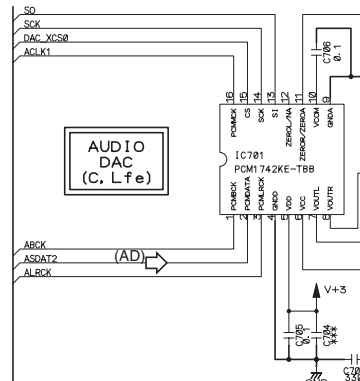 SO
SCK
DAC_XCS0
ACLK1
C706
0.1
16 15 14 13 12 11 10 9
PCMMCK CS SCK SI ZEROL/NA ZEROR/ZEROA VCOM GNDA
IC701
PCM1742KE-TBB
AUDIO
DAC
(C, Lfe)
PCMBCK PCMDATA PCMLRCK GNDD VDD VCC VOUTL VOUTR
1 2 3 4 5 6 7 8
ABCK
ASDAT2
(AD)
ALRCK
V+3
C705
0.1
C704
***